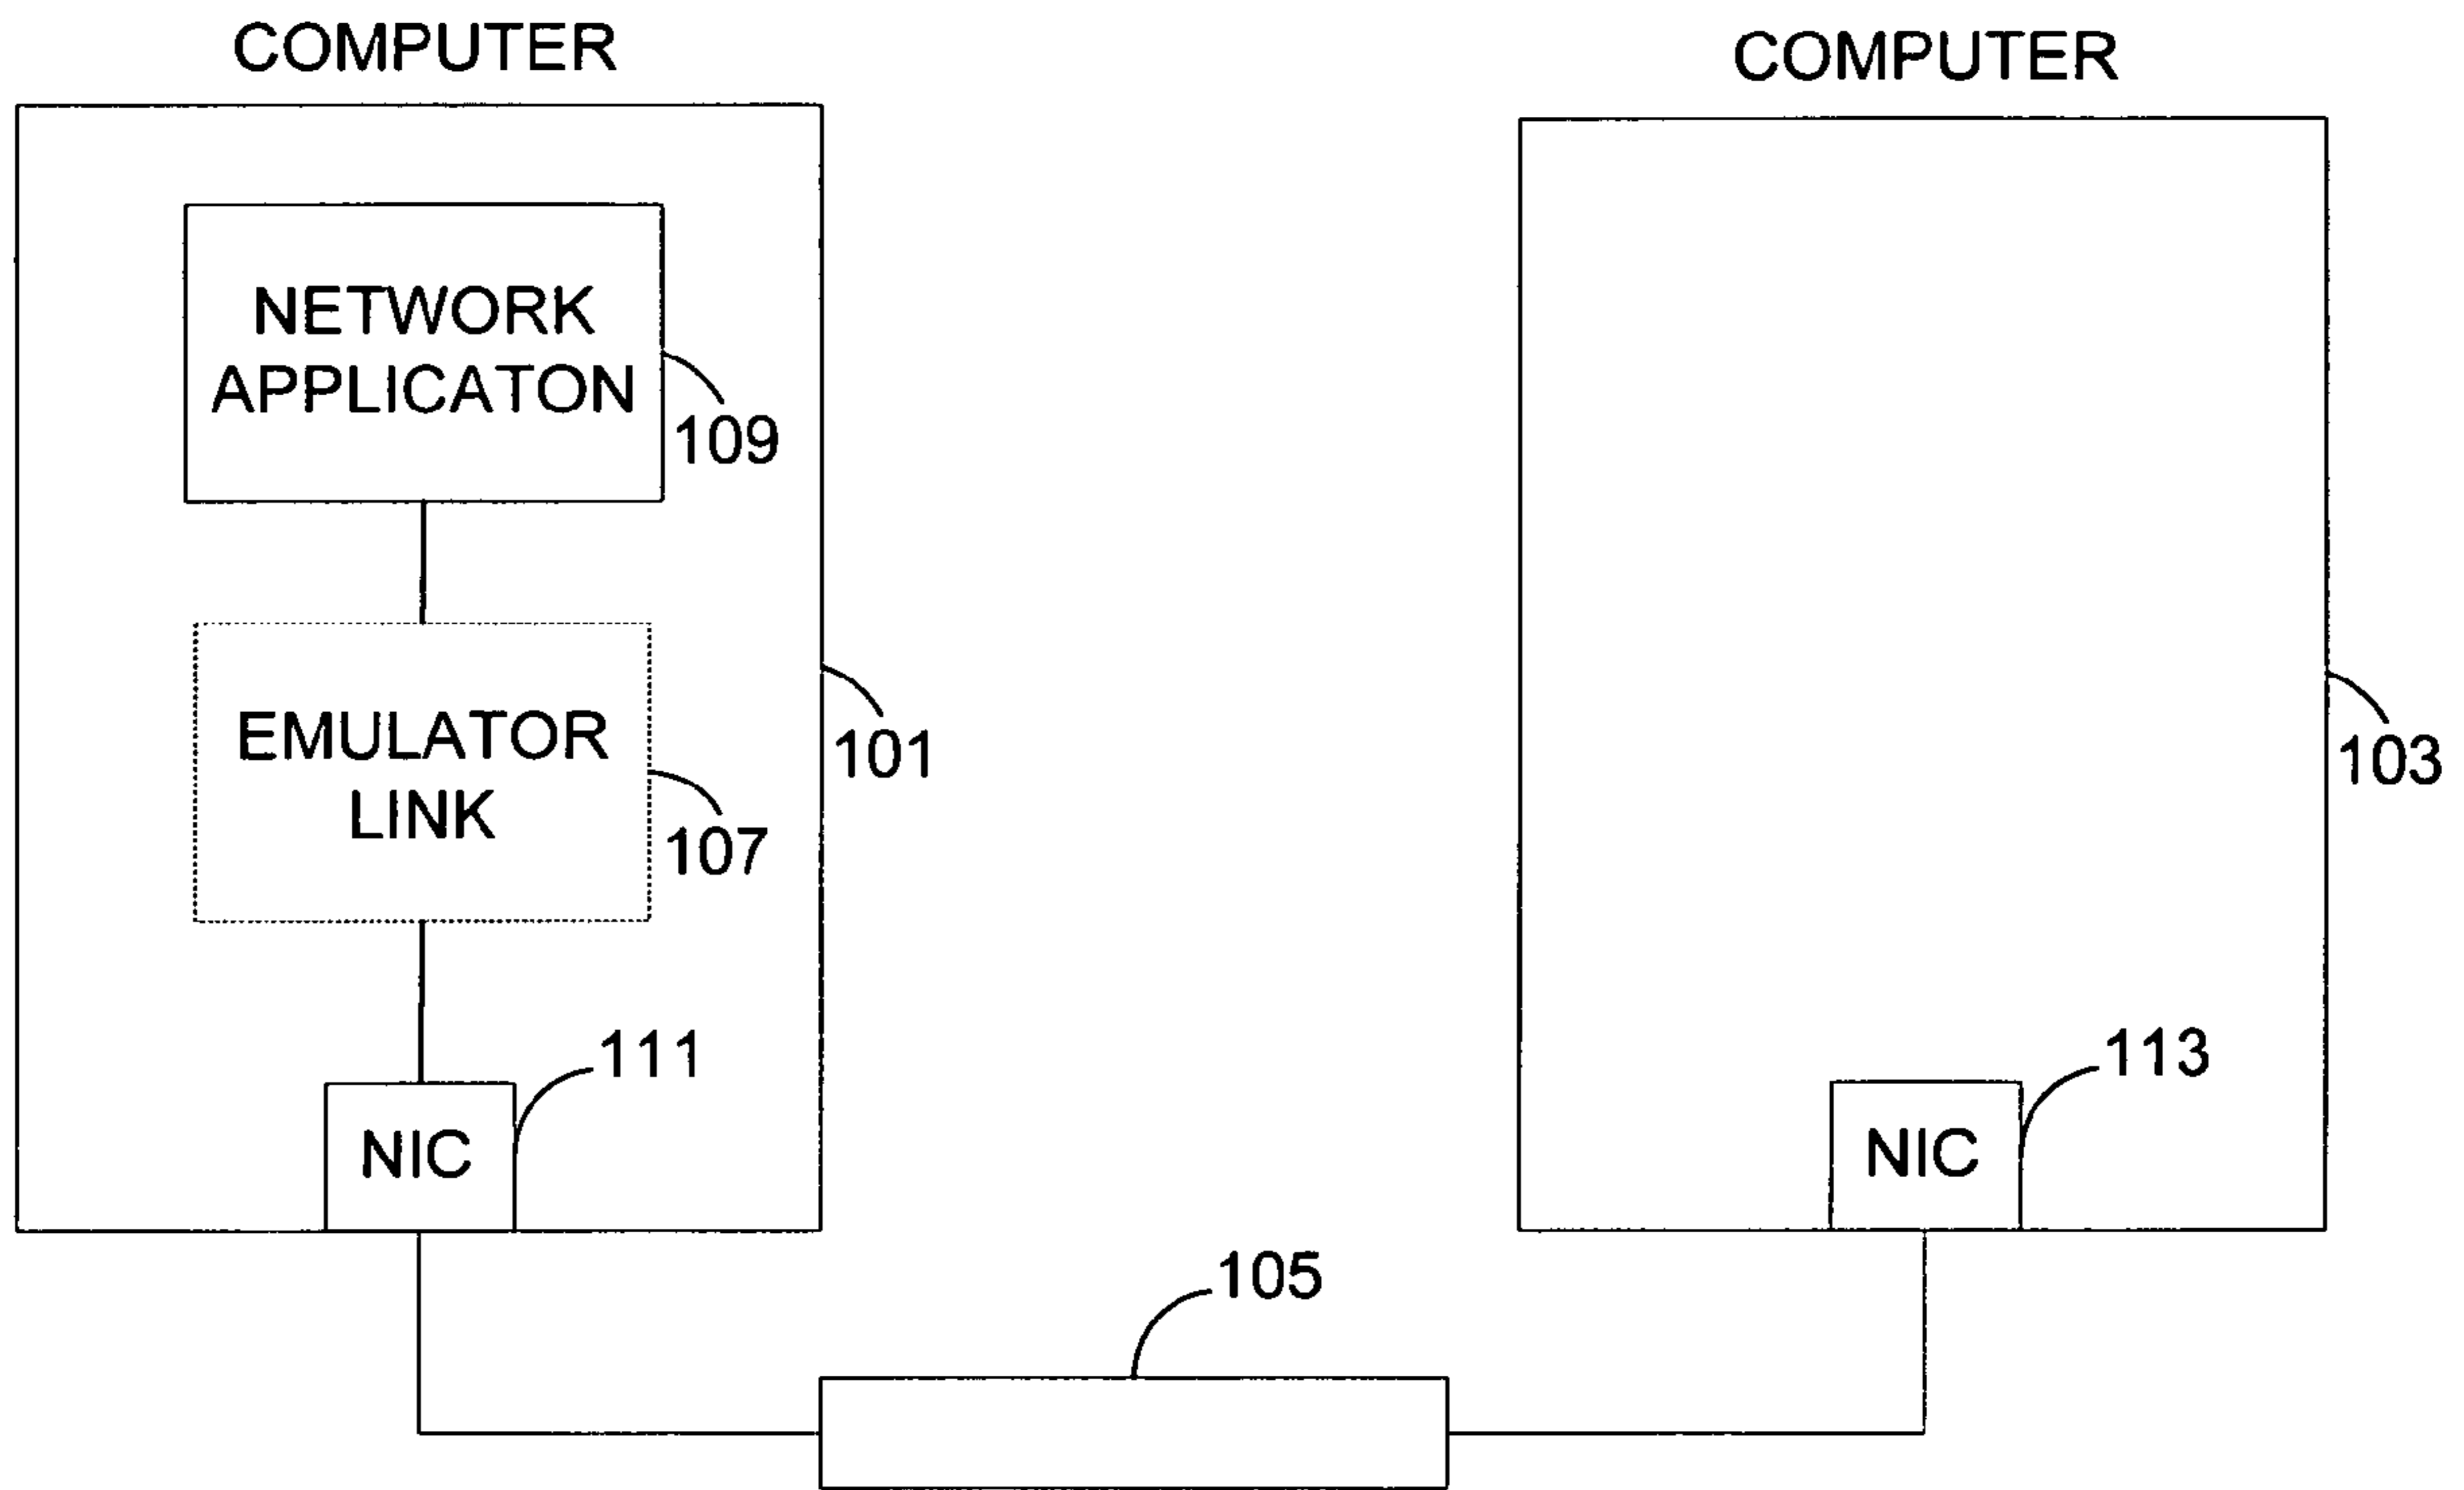 COMPUTER
COMPUTER
NETWORK
APPLICATON
109
EMULATOR
LINK
107
101
103
111
NIC
113
NIC
105